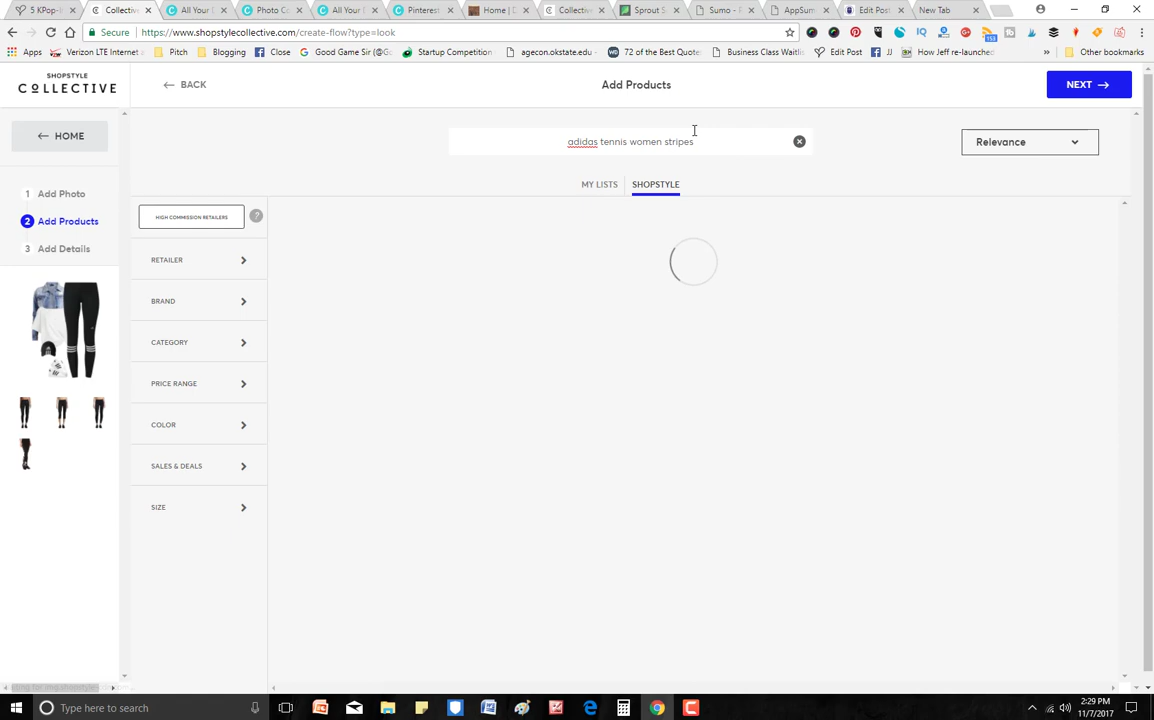 5 KPop-I
Collective
All Your
Photo Co
All Your
Pinterest
Home | D
Collective
Sprout S
Sumo -
AppSum
Edit Post
New Tab
Secure
https://www.shopstylecollective.com/create-flow?type=look
Apps
Verizon LTE Internet
Pitch
Blogging
Close
Good Game Sir (@G
Startup Competition
agecon.okstate.edu -
72 of the Best Quote
Business Class Waitli
Edit Post
JJ
How Jeff re-launched
»
Other bookmarks
SHOPSTYLE
COLLECTIVE
BACK
Add Products
NEXT
HOME
adidas tennis women stripes
Relevance
MY LISTS
SHOPSTYLE
1 Add Photo
2 Add Products
3 Add Details
HIGH COMMISSION RETAILERS
?
RETAILER
BRAND
CATEGORY
PRICE RANGE
COLOR
SALES & DEALS
SIZE
Type here to search
2:29 PM
11/7/2017